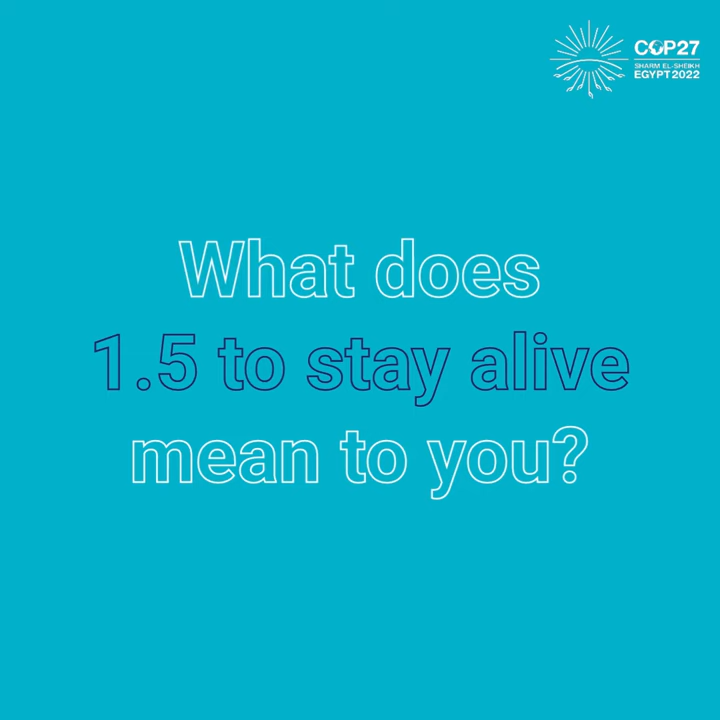 COP27
SHARM EL-SHEIKH
EGYPT 2022
What does
1.5 to stay alive
mean to you?